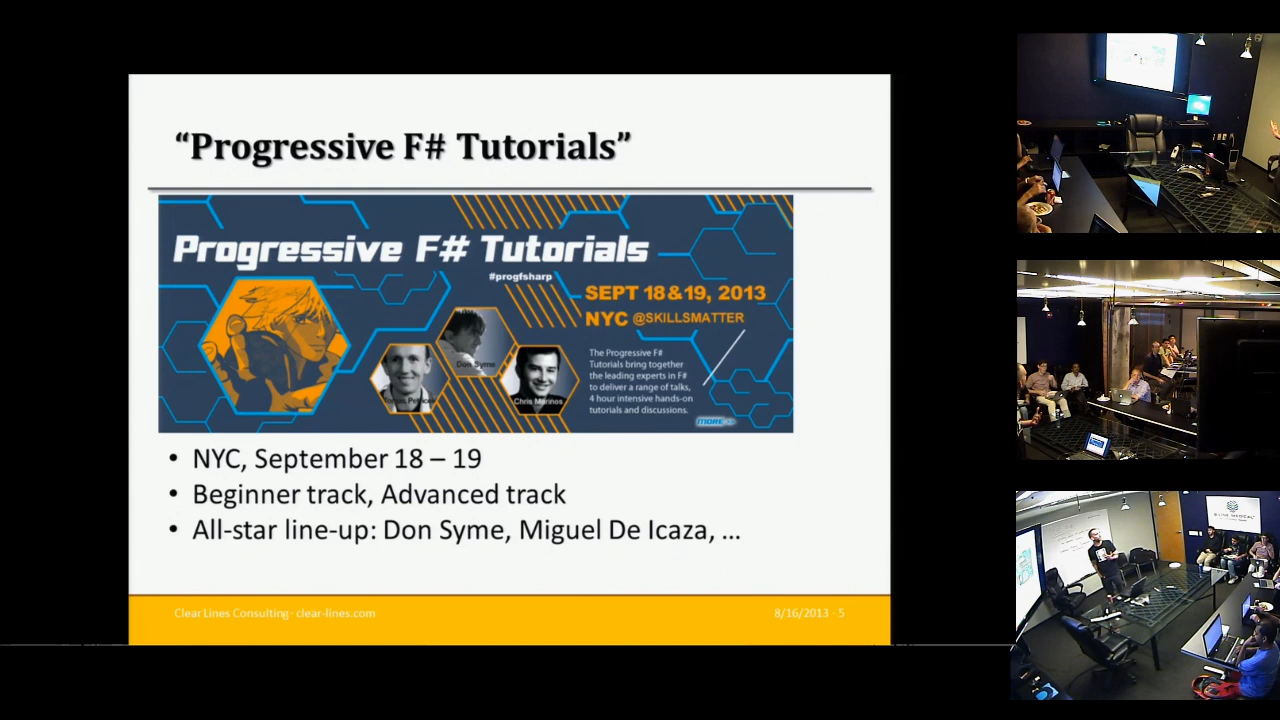 “Progressive F# Tutorials”
Progressive F# Tutorials
#progfsharp
SEPT 18&19, 2013
NYC @SKILLSMATTER
Don Syme
Chris Marinos
The Progressive F#
Tutorials bring together
the leading experts in F#
to deliver a range of talks,
4 hour intensive hands-on
tutorials and discussions.
MORE
• NYC, September 18 – 19
• Beginner track, Advanced track
• All-star line-up: Don Syme, Miguel De Icaza, ...
Clear Lines Consulting · clear-lines.com
8/16/2013 · 5